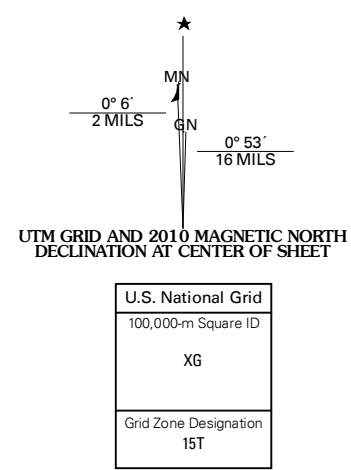 ★
MN
0° 6´
2 MILS
GN
0° 53´
16 MILS
UTM GRID AND 2010 MAGNETIC NORTH
DECLINATION AT CENTER OF SHEET
U.S. National Grid
100,000-m Square ID
XG
Grid Zone Designation
15T